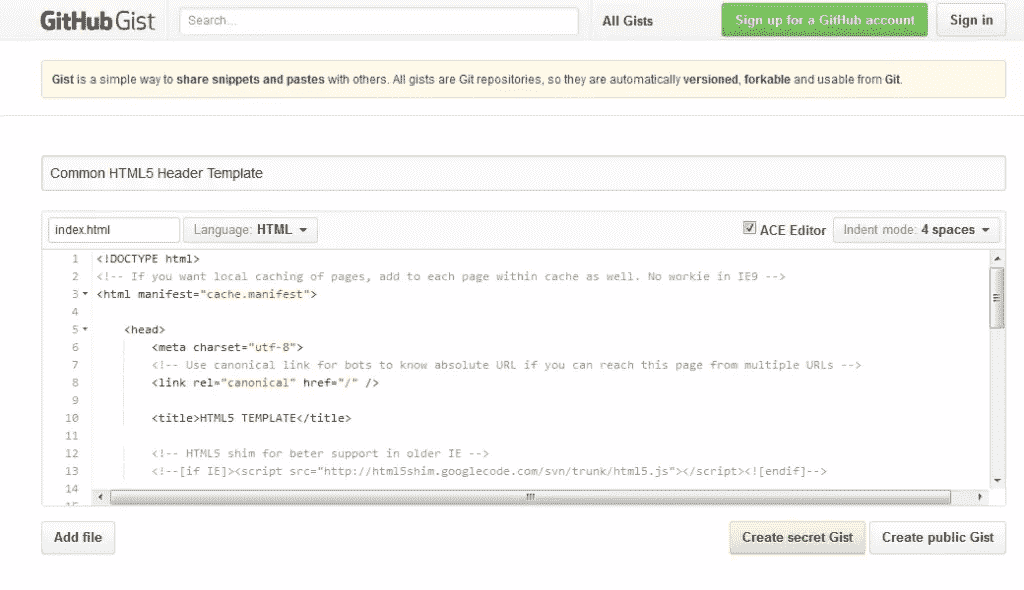 GitHub Gist Search... All Gists Sign up for a GitHub account Sign in
Gist is a simple way to share snippets and pastes with others. All gists are Git repositories, so they are automatically versioned, forkable and usable from Git.
Common HTML5 Header Template
index.html Language: HTML ACE Editor Indent mode: 4 spaces
1 <!DOCTYPE html>
2 <!-- If you want local caching of pages, add to each page within cache as well. No workie in IE9 -->
3 <html manifest="cache.manifest">
4
5 <head>
6 <meta charset="utf-8">
7 <!-- Use canonical link for bots to know absolute URL if you can reach this page from multiple URLs -->
8 <link rel="canonical" href="/" />
9
10 <title>HTML5 TEMPLATE</title>
11
12 <!-- HTML5 shim for beter support in older IE -->
13 <!--[if IE]><script src="http://html5shim.googlecode.com/svn/trunk/html5.js"></script><![endif]-->
14
Add file Create secret Gist Create public Gist